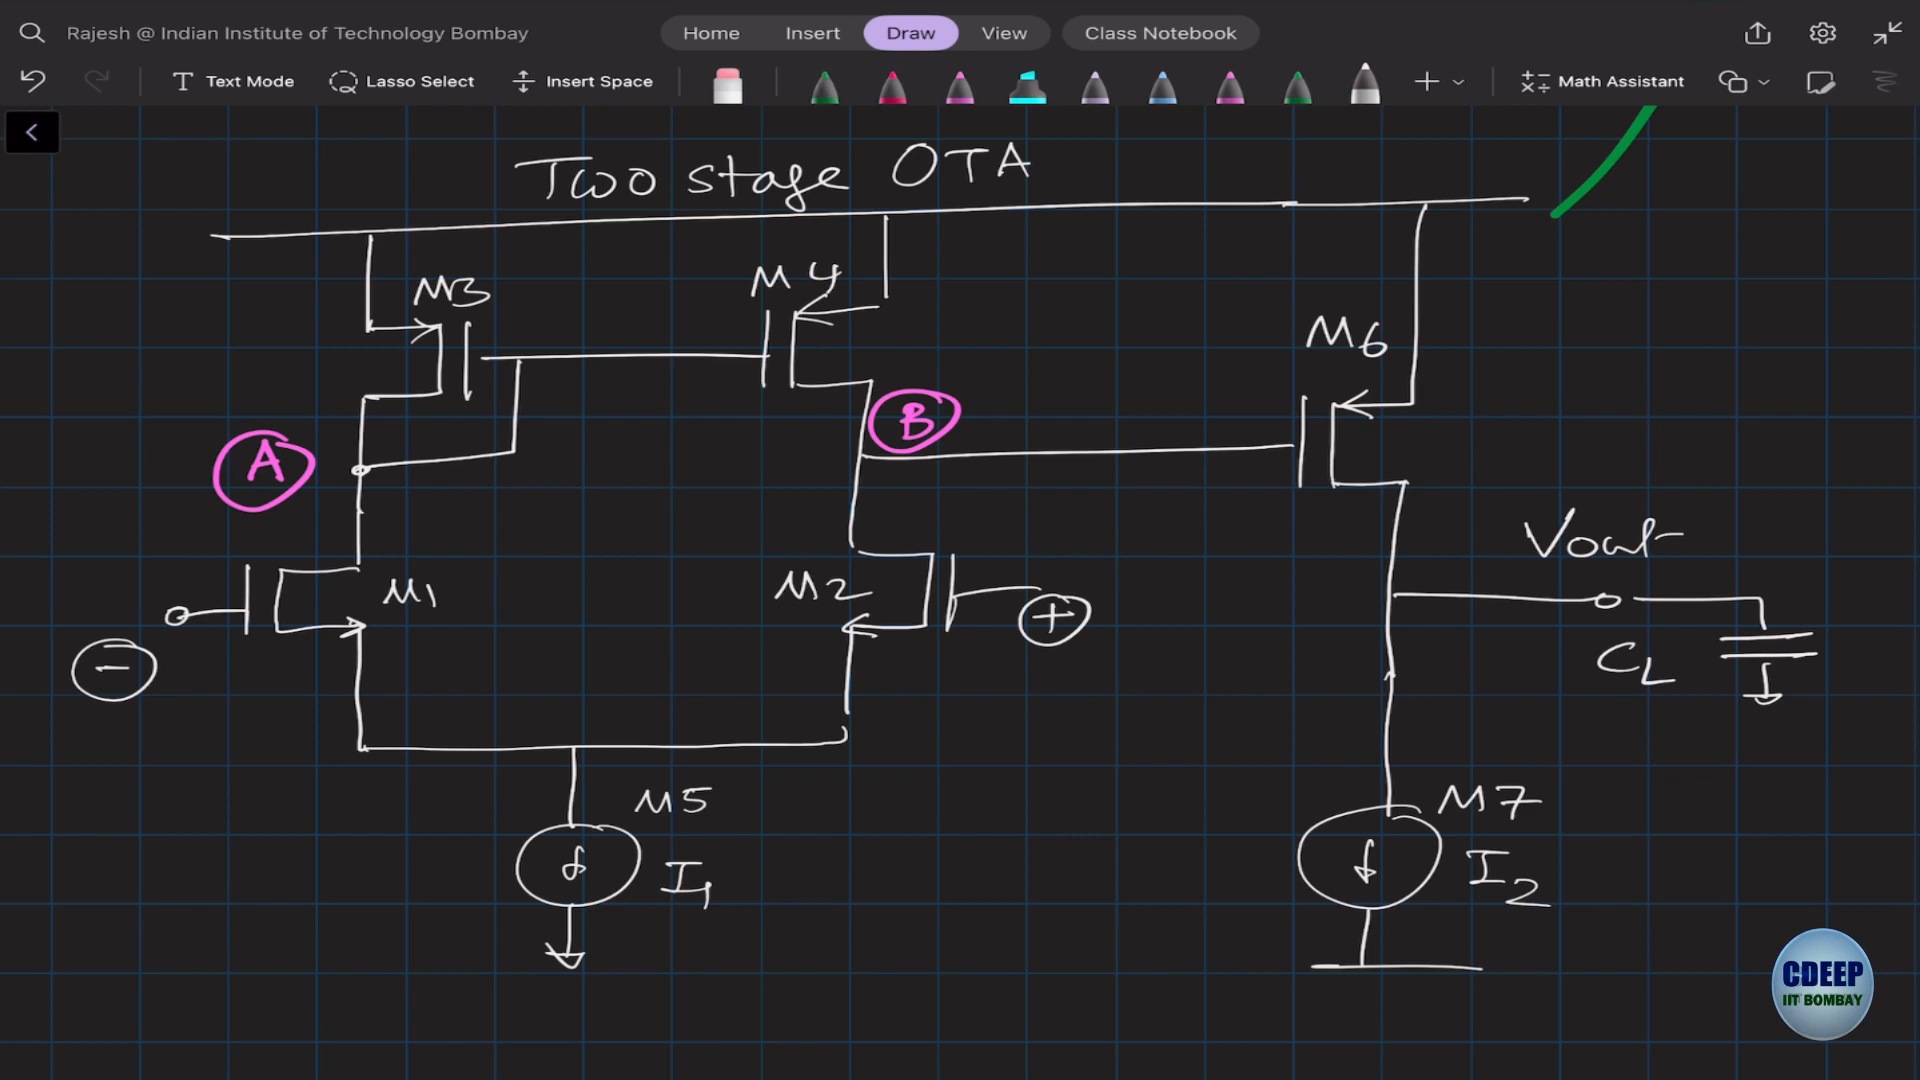 Rajesh @ Indian Institute of Technology Bombay
Home Insert Draw View Class Notebook
Text Mode Lasso Select Insert Space Math Assistant
Two stage OTA
M3
M4
M6
B
A
Vout
M1
M2
+
-
CL
M5
M7
I1
I2
CDEEP
IIT BOMBAY